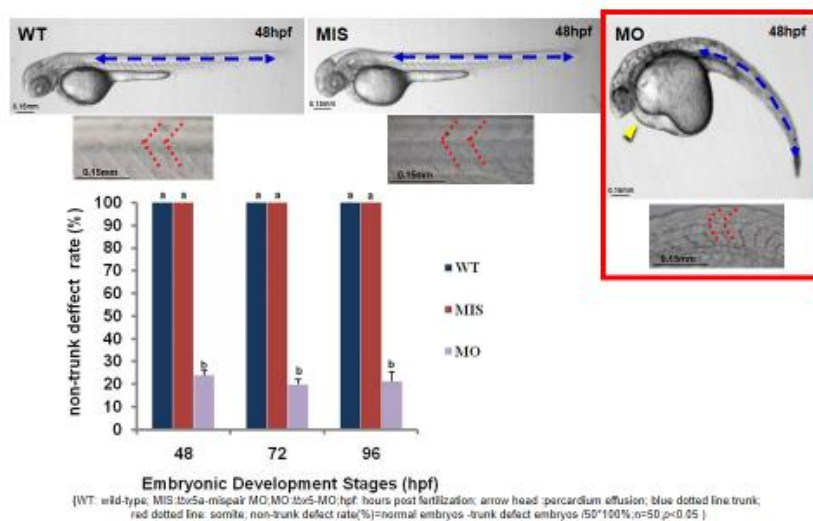 WT 48hpf
MIS 48hpf
MO 48hpf
0.15mm
0.15mm
0.15mm
0.15mm
0.15mm
0.15mm
non-trunk deffect rate (%)
100
90
80
70
60
50
40
30
20
10
0
a a
b
a a
b
a a
b
WT
MIS
MO
48 72 96
Embryonic Development Stages (hpf)
{WT: wild-type; MIS:tbx5a-mispair MO;MO:tbx5-MO;hpf: hours post fertilization; arrow head :percardium effusion; blue dotted line:trunk;
red dotted line: somite; non-trunk defect rate(%)=normal embryos -trunk defect embryos /50*100%;n=50;p<0.05 )